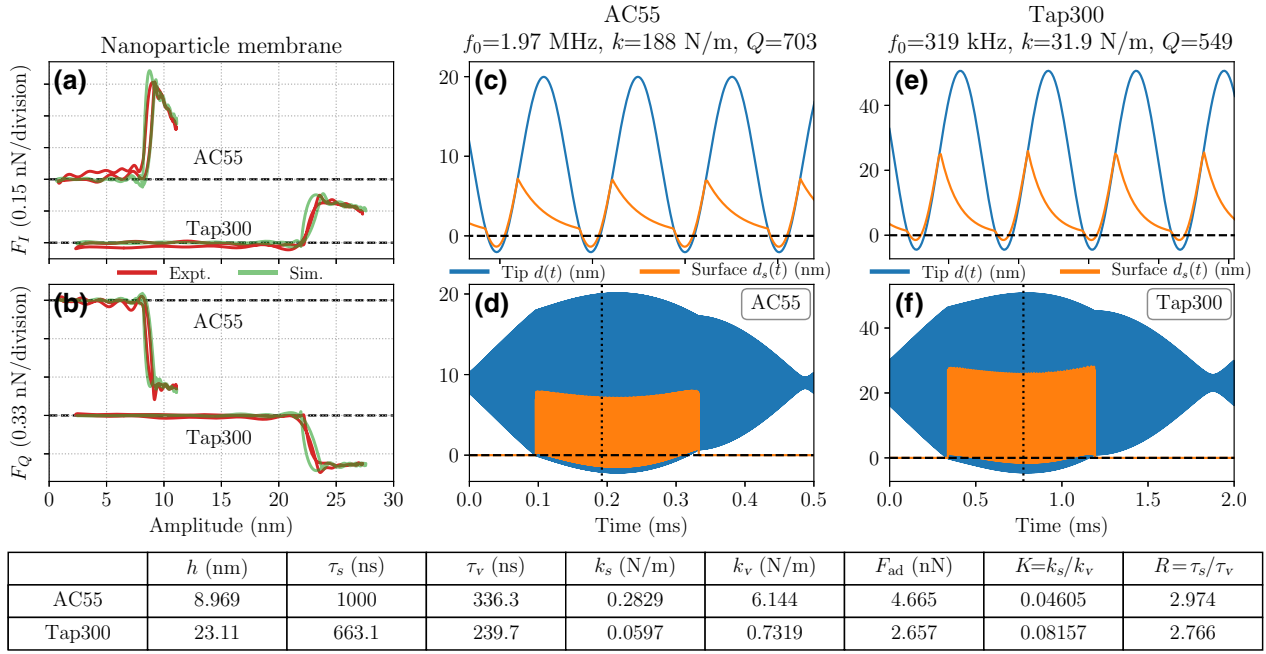 AC55
f₀=1.97 MHz, k=188 N/m, Q=703
Tap300
f₀=319 kHz, k=31.9 N/m, Q=549
Nanoparticle membrane
(a)
F_I (0.15 nN/division)
AC55
Tap300
Expt.
Sim.
(b)
F_Q (0.33 nN/division)
AC55
Tap300
0 5 10 15 20 25 30
Amplitude (nm)
(c)
20
10
0
Tip d(t) (nm)
Surface d_s(t) (nm)
(d)
AC55
20
10
0
0.0 0.1 0.2 0.3 0.4 0.5
Time (ms)
(e)
40
20
0
Tip d(t) (nm)
Surface d_s(t) (nm)
(f)
Tap300
40
20
0
0.0 0.5 1.0 1.5 2.0
Time (ms)
h (nm) τ_s (ns) τ_v (ns) k_s (N/m) k_v (N/m) F_ad (nN) K=k_s/k_v R=τ_s/τ_v
AC55 8.969 1000 336.3 0.2829 6.144 4.665 0.04605 2.974
Tap300 23.11 663.1 239.7 0.0597 0.7319 2.657 0.08157 2.766